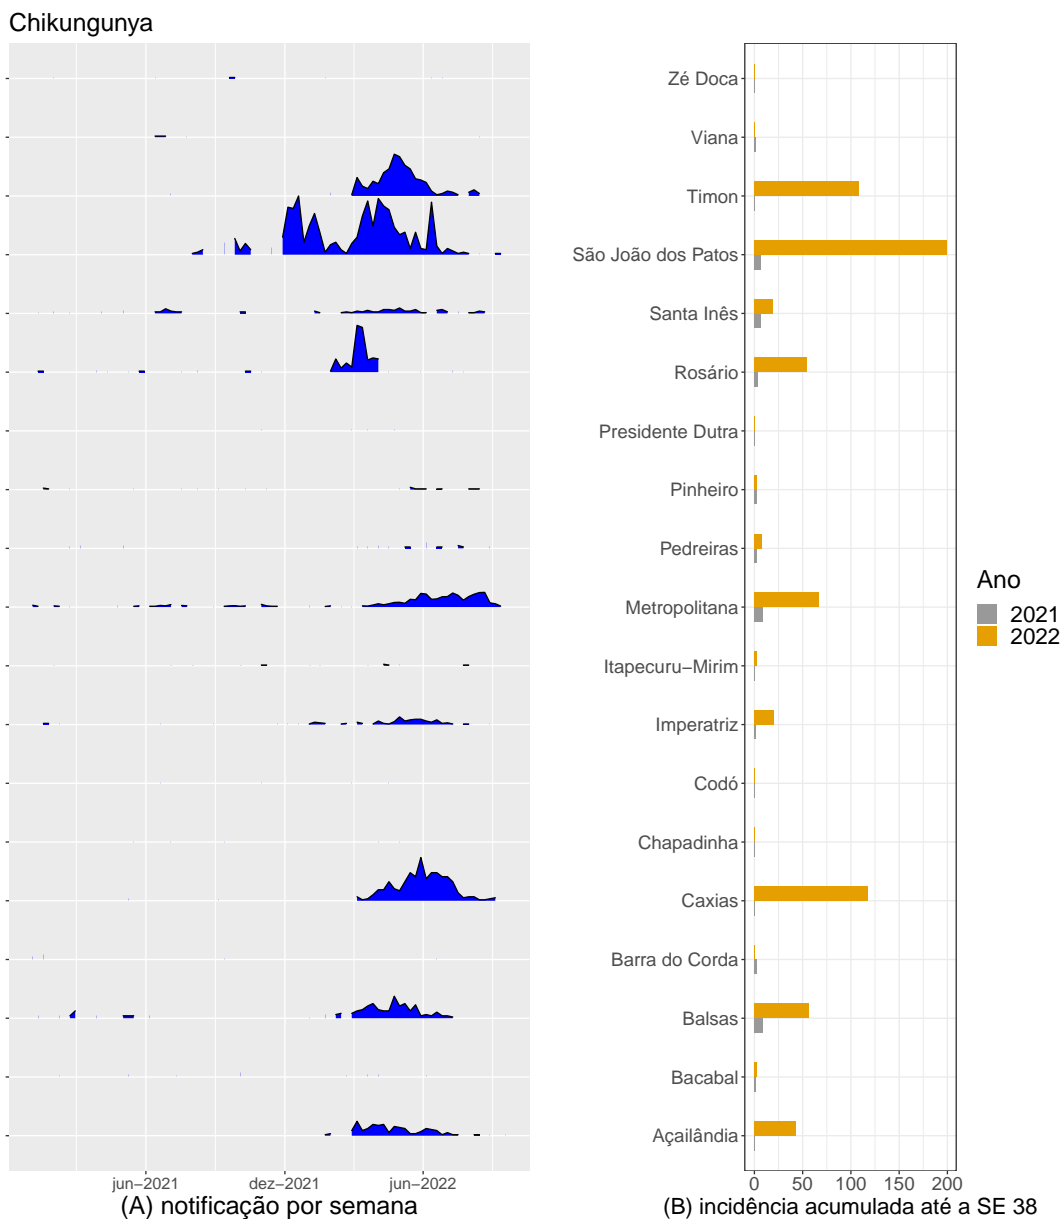 Chikungunya
Zé Doca
Viana
Timon
São João dos Patos
Santa Inês
Rosário
Presidente Dutra
Pinheiro
Pedreiras
Metropolitana
Itapecuru−Mirim
Imperatriz
Codó
Chapadinha
Caxias
Barra do Corda
Balsas
Bacabal
Açailândia
Ano
2021
2022
jun−2021 dez−2021 jun−2022
0 50 100 150 200
(A) notificação por semana
(B) incidência acumulada até a SE 38